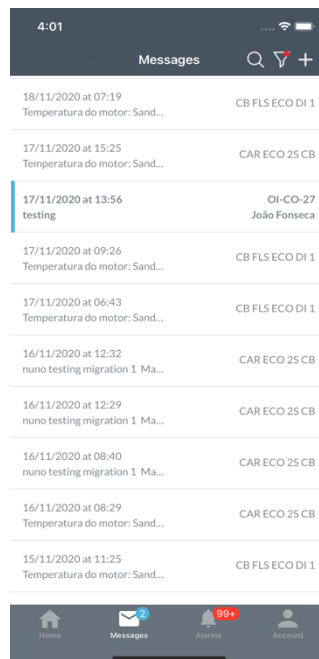 4:01
Messages
18/11/2020 at 07:19
Temperatura do motor: Sand...
CB FLS ECO DI 1
17/11/2020 at 15:25
Temperatura do motor: Sand...
CAR ECO 2S CB
17/11/2020 at 13:56
testing
OI-CO-27
João Fonseca
17/11/2020 at 09:26
Temperatura do motor: Sand...
CB FLS ECO DI 1
17/11/2020 at 06:43
Temperatura do motor: Sand...
CB FLS ECO DI 1
16/11/2020 at 12:32
nuno testing migration 1 Ma...
CAR ECO 2S CB
16/11/2020 at 12:29
nuno testing migration 1 Ma...
CAR ECO 2S CB
16/11/2020 at 08:40
nuno testing migration 1 Ma...
CAR ECO 2S CB
16/11/2020 at 08:29
Temperatura do motor: Sand...
CAR ECO 2S CB
15/11/2020 at 11:25
Temperatura do motor: Sand...
CB FLS ECO DI 1
2
99+
Home
Messages
Alarms
Account